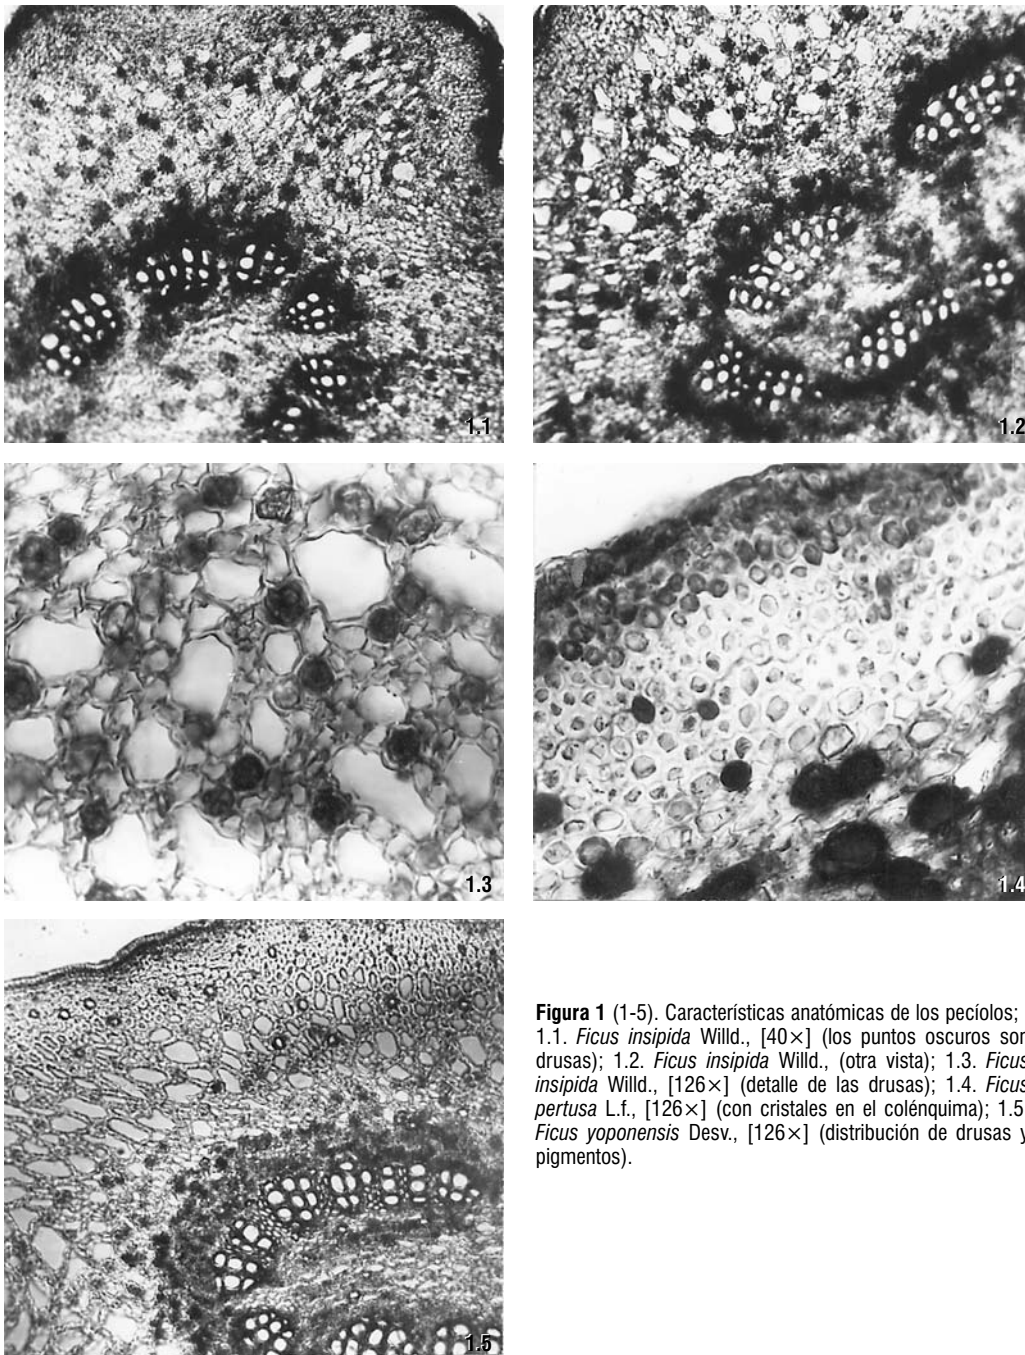 1.1
1.2
1.3
1.4
1.5
Figura 1 (1-5). Características anatómicas de los pecíolos;
1.1. Ficus insipida Willd., [40×] (los puntos oscuros son
drusas); 1.2. Ficus insipida Willd., (otra vista); 1.3. Ficus
insipida Willd., [126×] (detalle de las drusas); 1.4. Ficus
pertusa L.f., [126×] (con cristales en el colénquima); 1.5
Ficus yoponensis Desv., [126×] (distribución de drusas y
pigmentos).